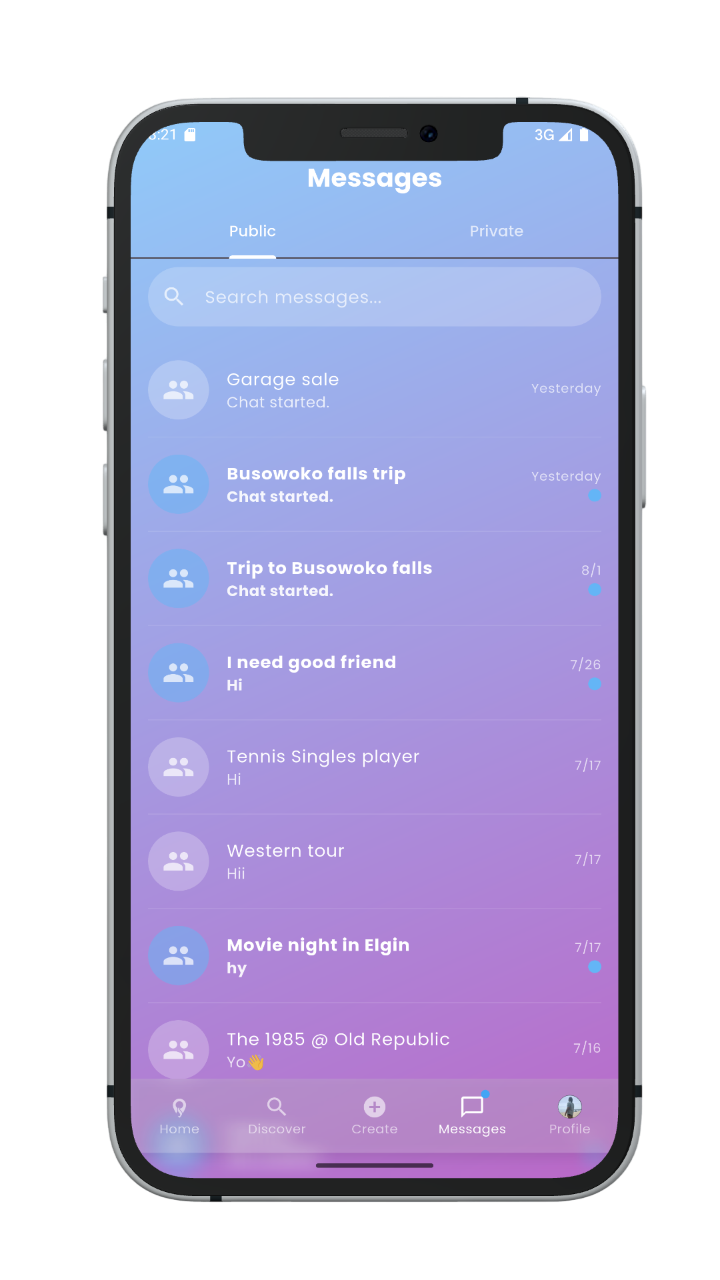 :21
3G
Messages
Public
Private
Search messages...
Garage sale
Chat started.
Yesterday
Busowoko falls trip
Chat started.
Yesterday
Trip to Busowoko falls
Chat started.
8/1
I need good friend
Hi
7/26
Tennis Singles player
Hi
7/17
Western tour
Hii
7/17
Movie night in Elgin
hy
7/17
The 1985 @ Old Republic
Yo👋
7/16
Home
Discover
Create
Messages
Profile